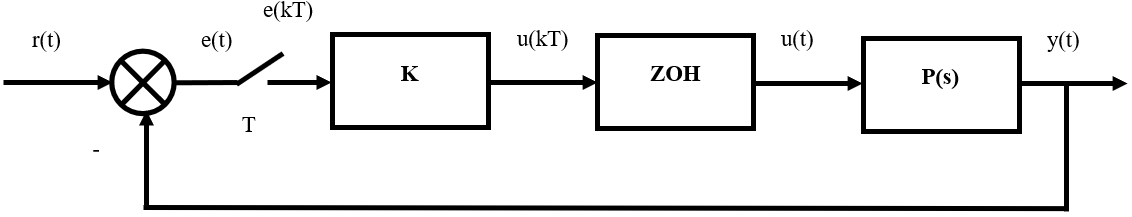 e(kT)
r(t)
e(t)
u(kT)
u(t)
y(t)
K
ZOH
P(s)
T
-